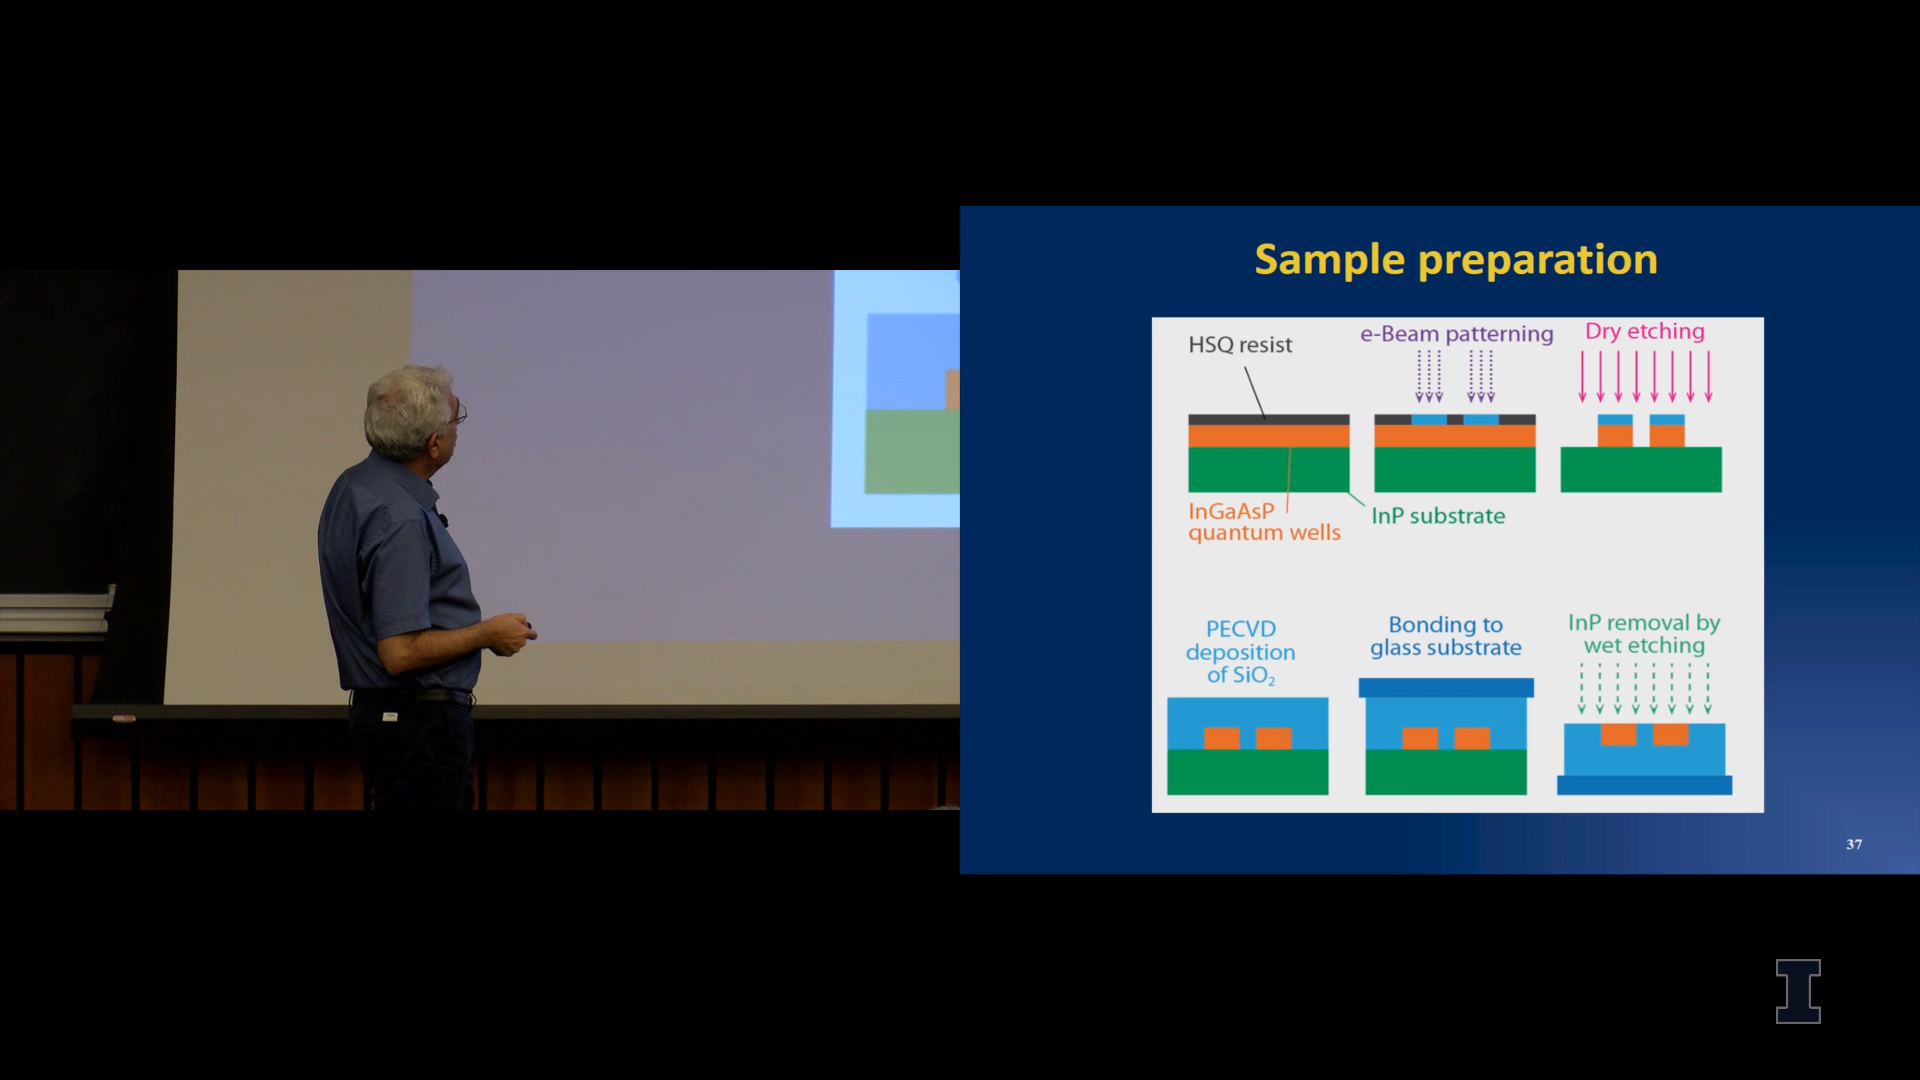 Sample preparation
HSQ resist
e-Beam patterning
Dry etching
InGaAsP
quantum wells
InP substrate
PECVD
deposition
of SiO₂
Bonding to
glass substrate
InP removal by
wet etching
37
I